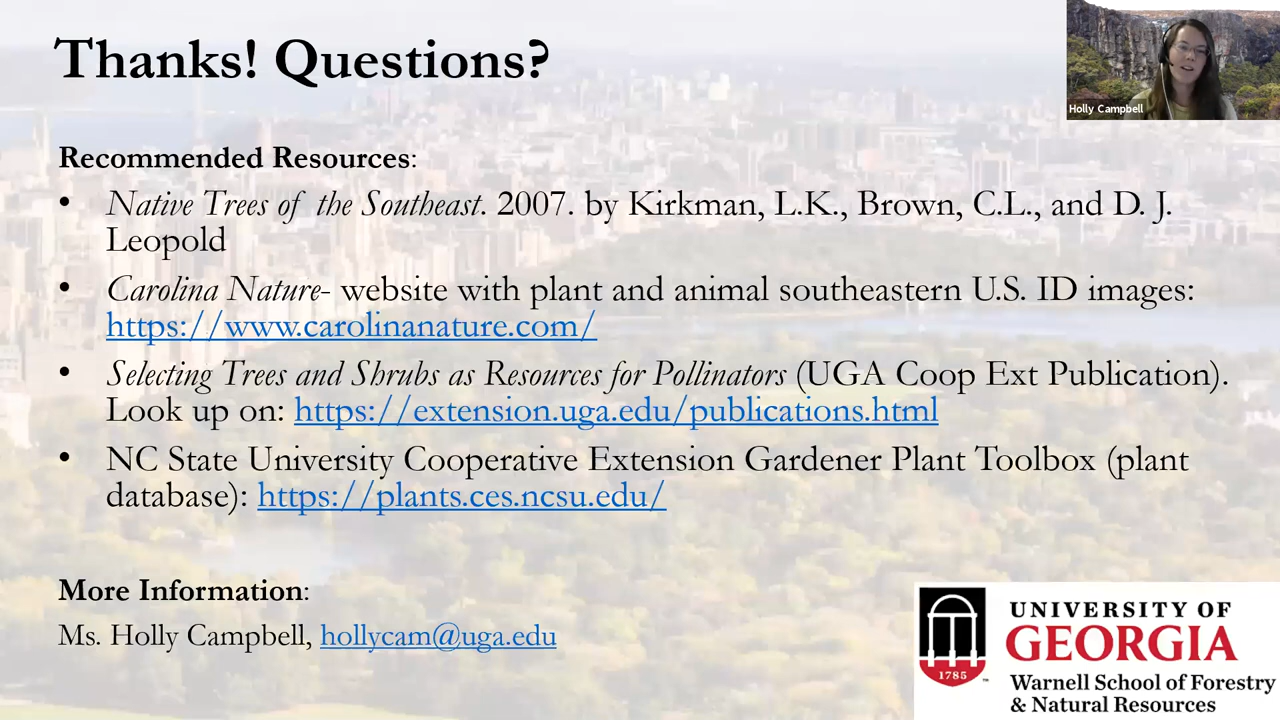 Thanks! Questions?
Holly Campbell
Recommended Resources:
• Native Trees of the Southeast. 2007. by Kirkman, L.K., Brown, C.L., and D. J.
Leopold
• Carolina Nature- website with plant and animal southeastern U.S. ID images:
https://www.carolinanature.com/
• Selecting Trees and Shrubs as Resources for Pollinators (UGA Coop Ext Publication).
Look up on: https://extension.uga.edu/publications.html
• NC State University Cooperative Extension Gardener Plant Toolbox (plant
database): https://plants.ces.ncsu.edu/
More Information:
Ms. Holly Campbell, hollycam@uga.edu
1785
UNIVERSITY OF
GEORGIA
Warnell School of Forestry
& Natural Resources